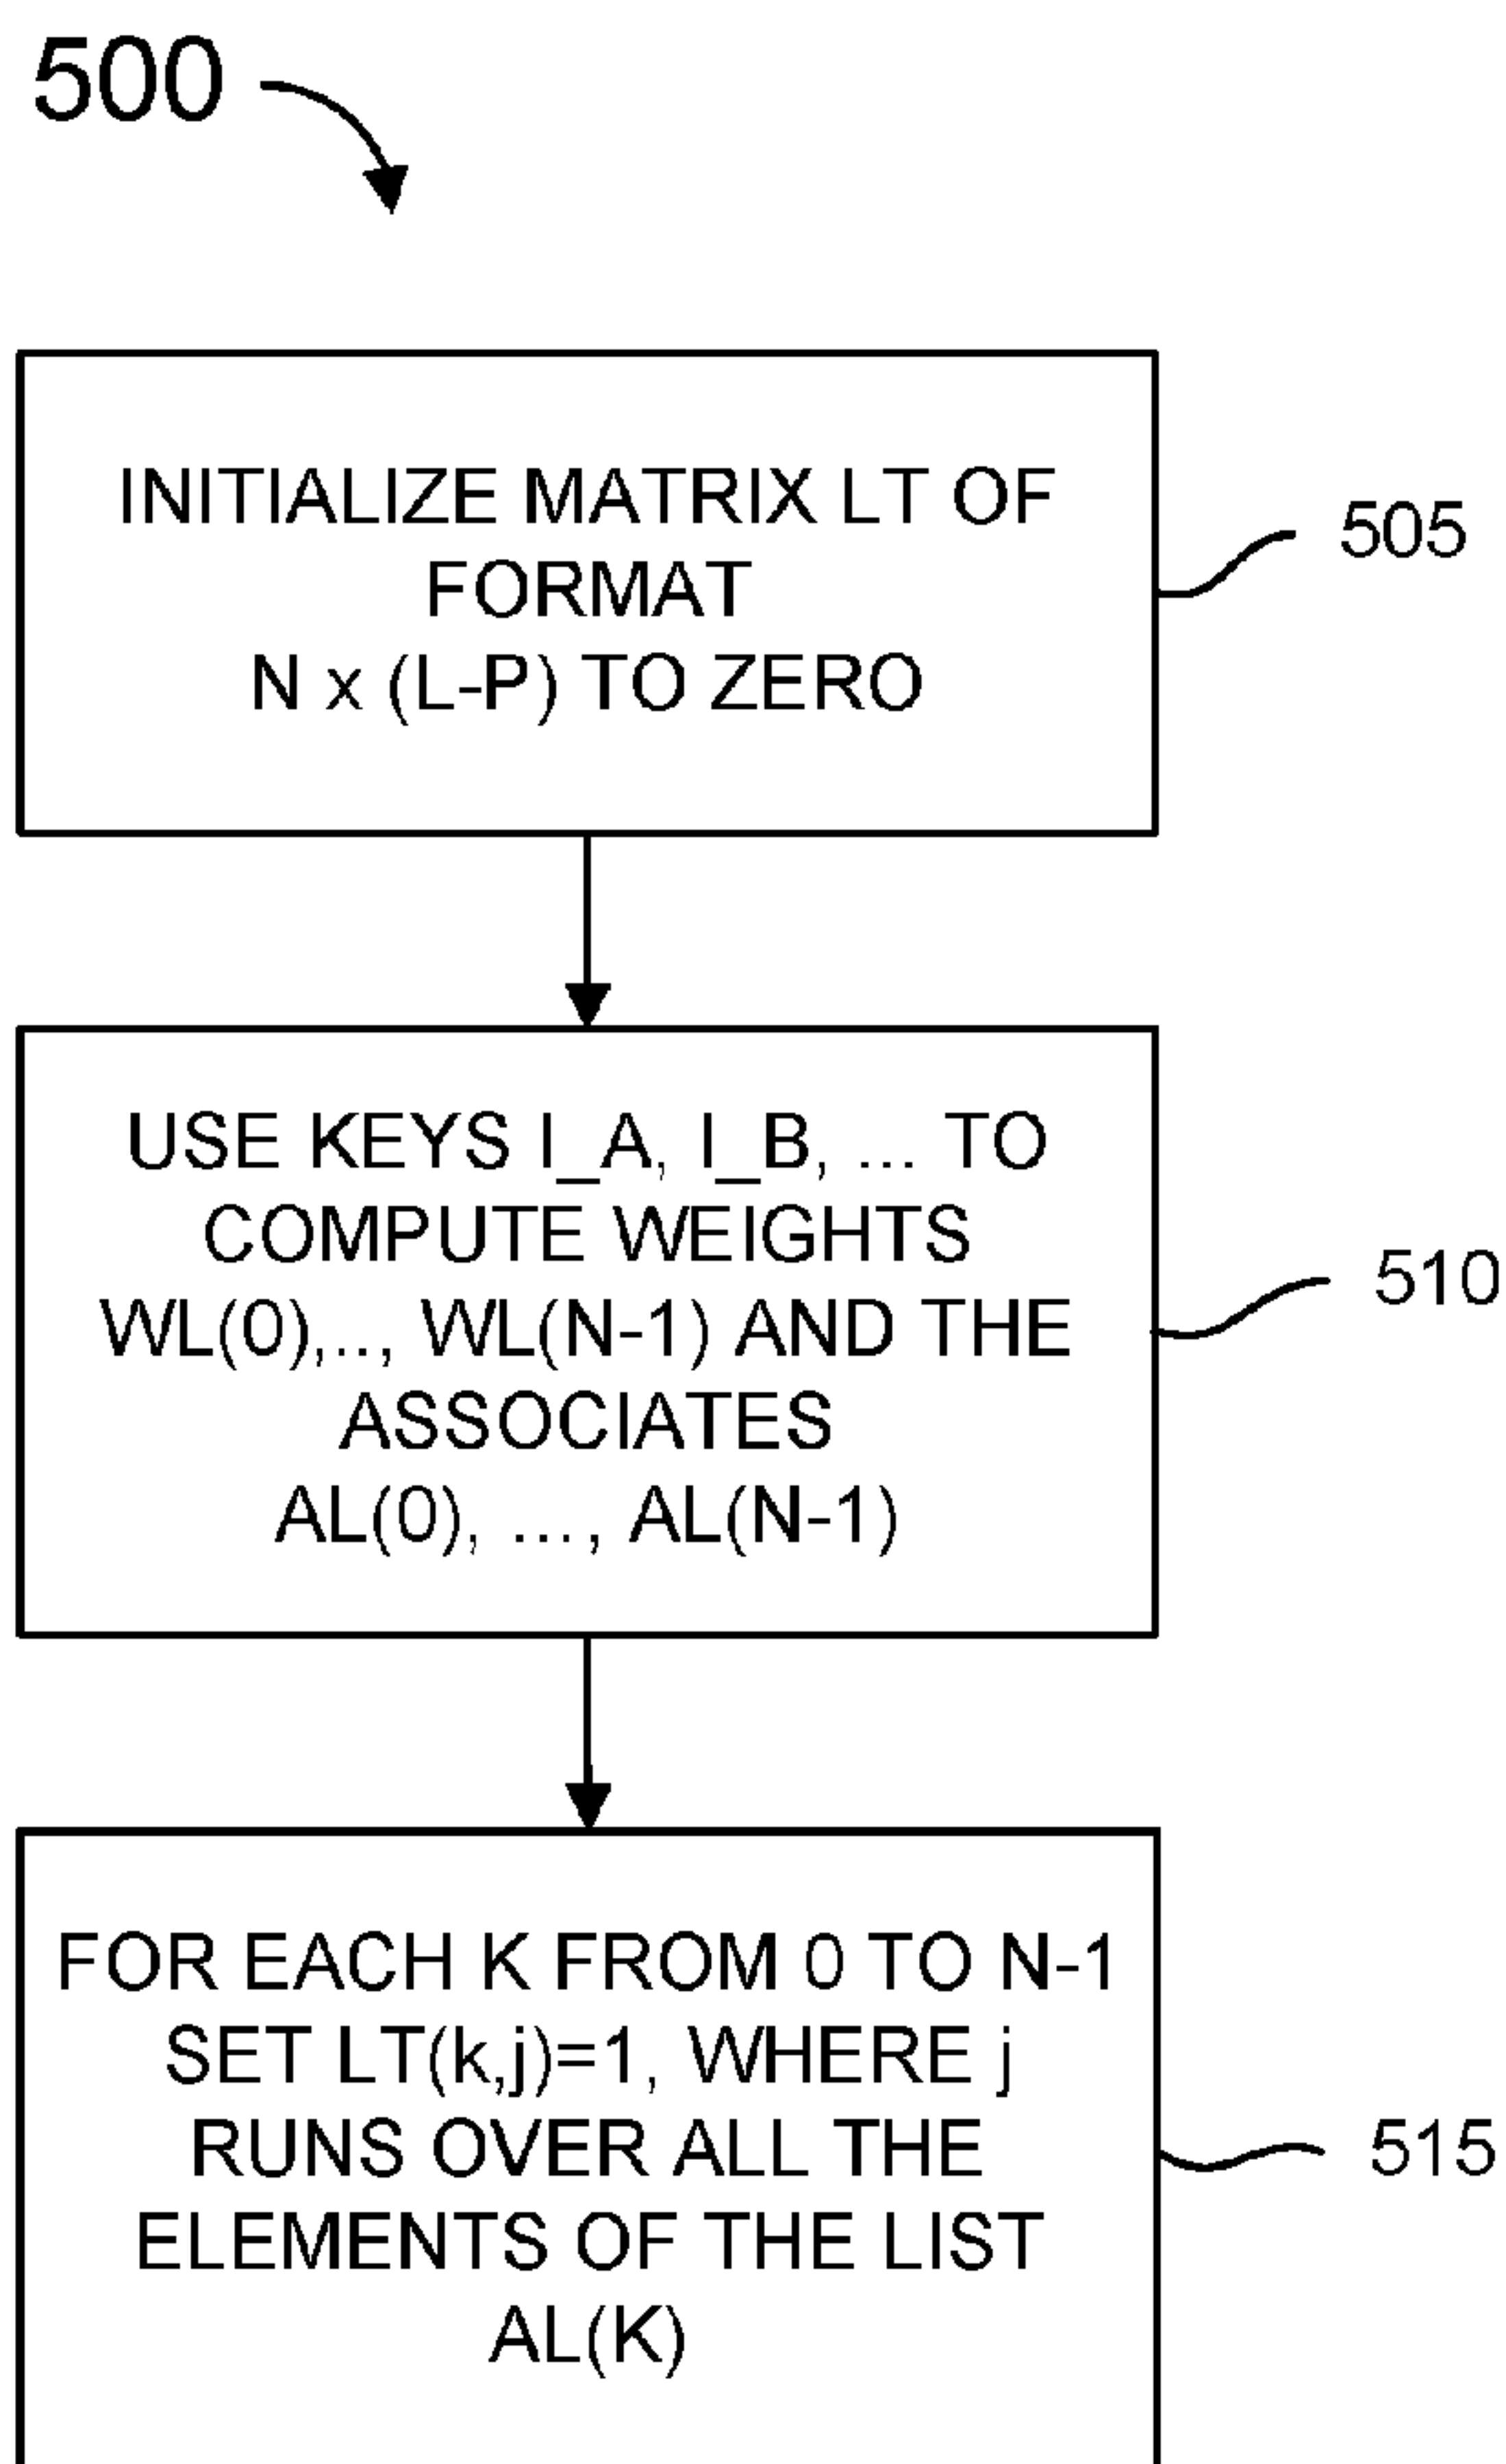 500
INITIALIZE MATRIX LT OF
FORMAT
N x (L-P) TO ZERO
505
USE KEYS I_A, I_B, ... TO
COMPUTE WEIGHTS
WL(0),.., WL(N-1) AND THE
ASSOCIATES
AL(0), ..., AL(N-1)
510
FOR EACH K FROM 0 TO N-1
SET LT(k,j)=1, WHERE j
RUNS OVER ALL THE
ELEMENTS OF THE LIST
AL(K)
515